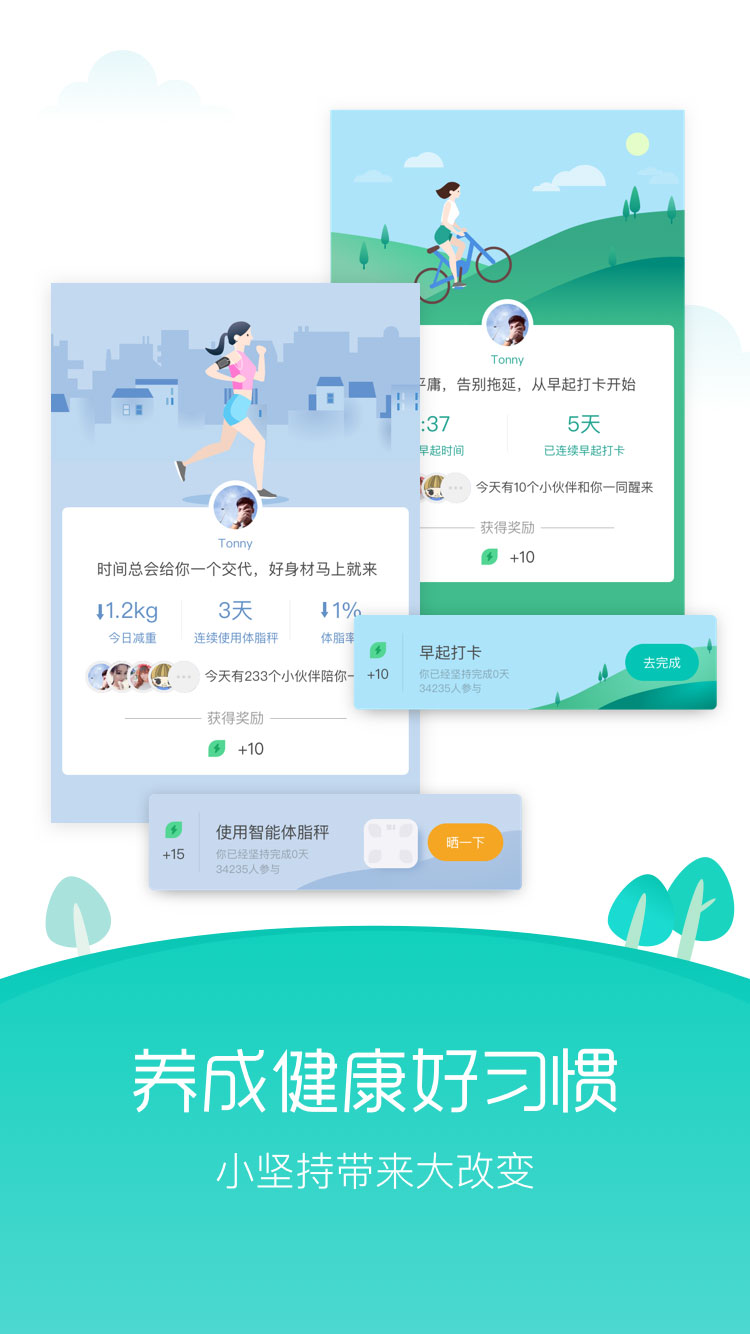 Tonny
平庸，告别拖延，从早起打卡开始
:37
5天
早起时间
已连续早起打卡
今天有10个小伙伴和你一同醒来
获得奖励
+10
Tonny
时间总会给你一个交代，好身材马上就来
1.2kg
3天
1%
今日减重
连续使用体脂秤
体脂率
今天有233个小伙伴陪你一
获得奖励
+10
+10
早起打卡
你已经坚持完成0天
34235人参与
去完成
+15
使用智能体脂秤
你已经坚持完成0天
34235人参与
晒一下
养成健康好习惯
小坚持带来大改变